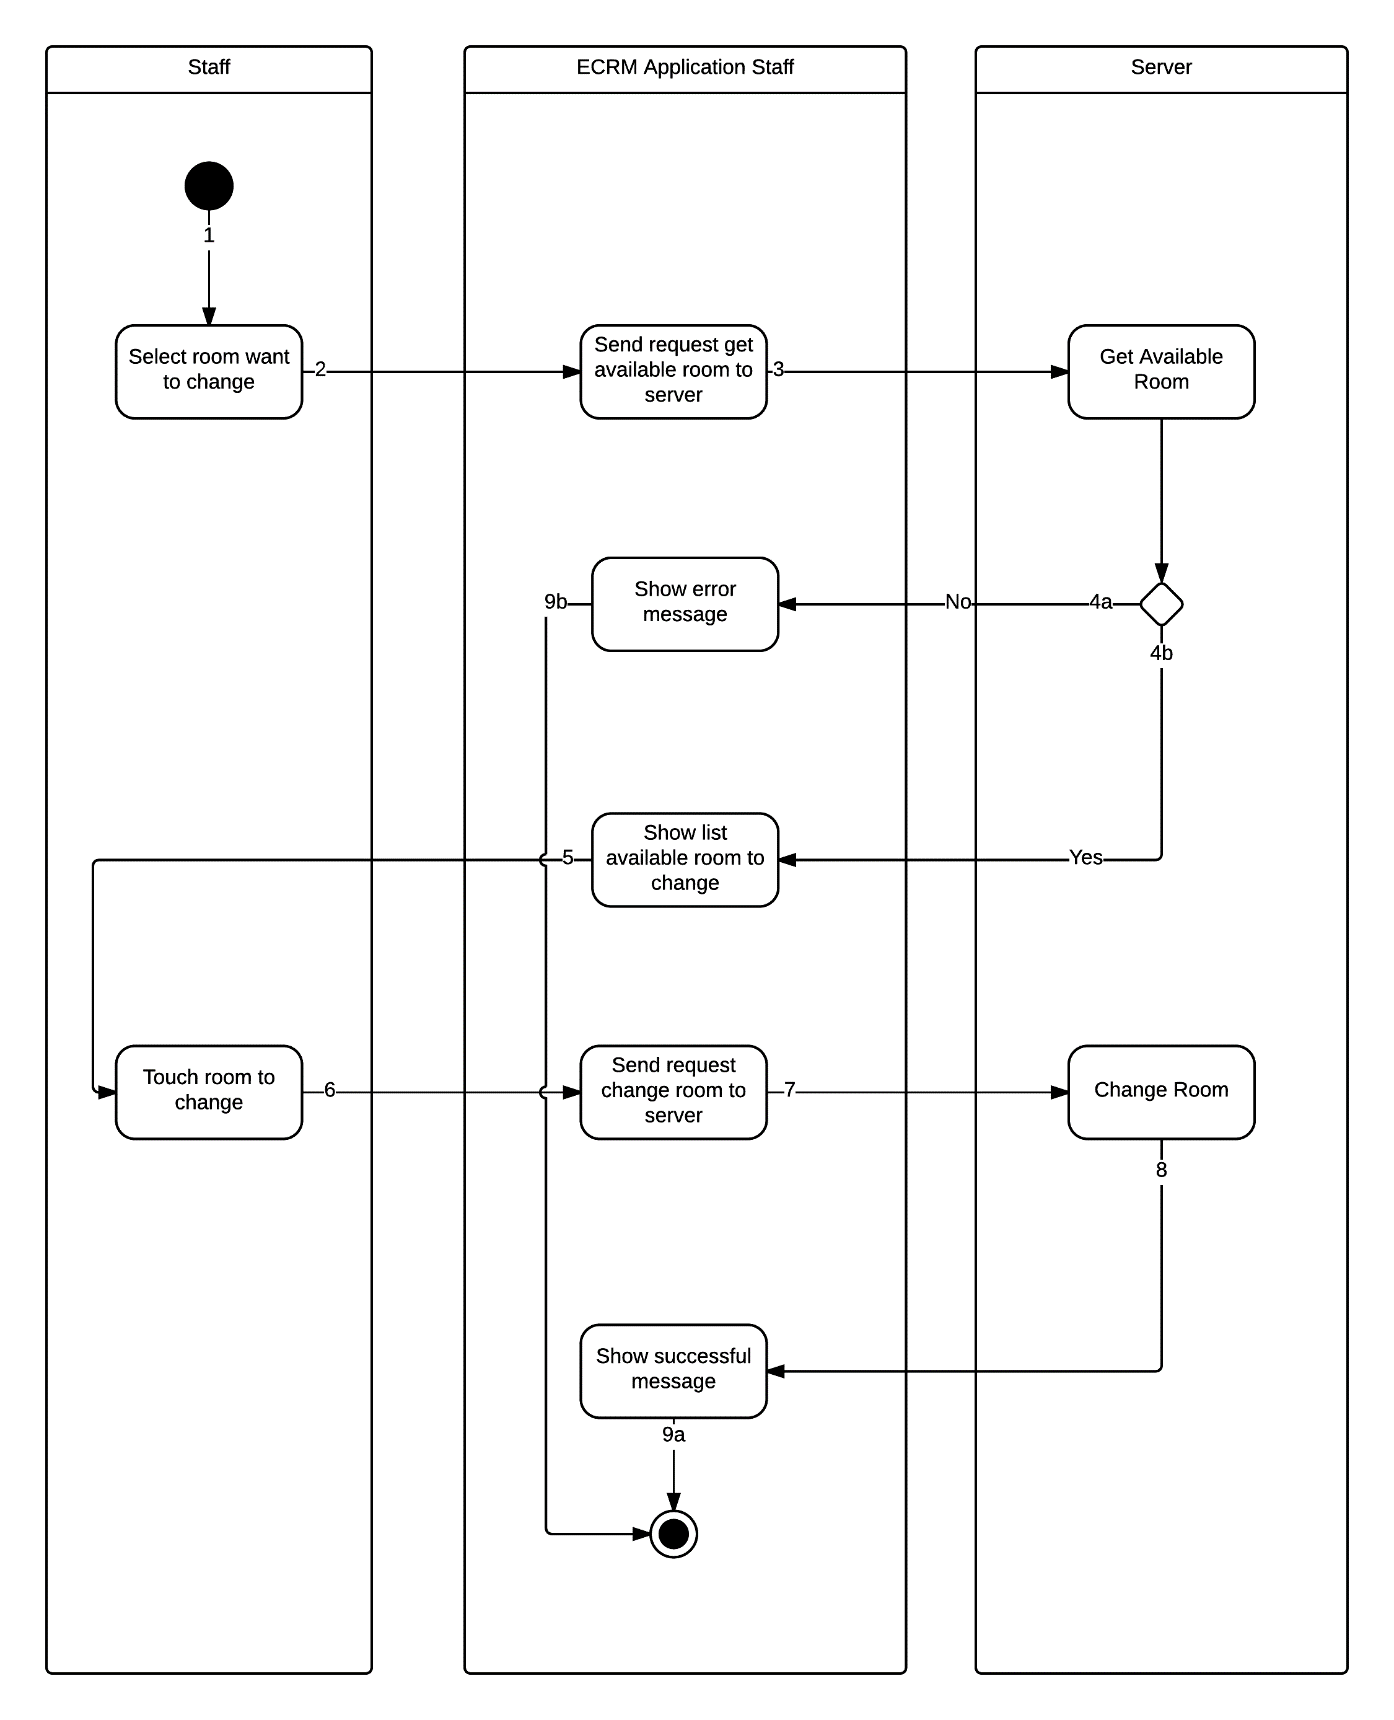 Staff
ECRM Application Staff
Server
1
Select room want
to change
2
Send request get
available room to
server
3
Get Available
Room
9b
Show error
message
No
4a
4b
5
Show list
available room to
change
Yes
Touch room to
change
6
Send request
change room to
server
7
Change Room
8
Show successful
message
9a